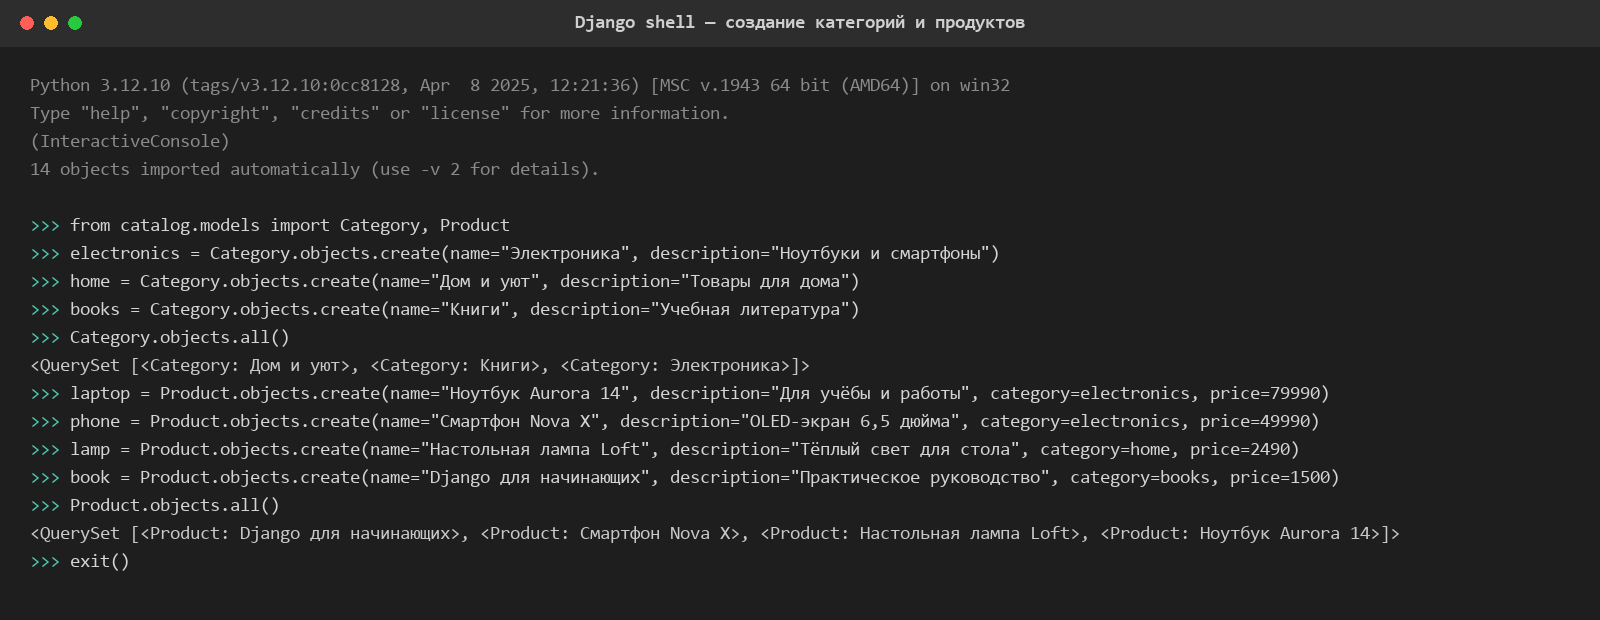 Django shell — создание категорий и продуктов
Python 3.12.10 (tags/v3.12.10:0cc8128, Apr  8 2025, 12:21:36) [MSC v.1943 64 bit (AMD64)] on win32
Type "help", "copyright", "credits" or "license" for more information.
(InteractiveConsole)
14 objects imported automatically (use -v 2 for details).
>>> from catalog.models import Category, Product
>>> electronics = Category.objects.create(name="Электроника", description="Ноутбуки и смартфоны")
>>> home = Category.objects.create(name="Дом и уют", description="Товары для дома")
>>> books = Category.objects.create(name="Книги", description="Учебная литература")
>>> Category.objects.all()
<QuerySet [<Category: Дом и уют>, <Category: Книги>, <Category: Электроника>]>
>>> laptop = Product.objects.create(name="Ноутбук Aurora 14", description="Для учёбы и работы", category=electronics, price=79990)
>>> phone = Product.objects.create(name="Смартфон Nova X", description="OLED-экран 6,5 дюйма", category=electronics, price=49990)
>>> lamp = Product.objects.create(name="Настольная лампа Loft", description="Тёплый свет для стола", category=home, price=2490)
>>> book = Product.objects.create(name="Django для начинающих", description="Практическое руководство", category=books, price=1500)
>>> Product.objects.all()
<QuerySet [<Product: Django для начинающих>, <Product: Смартфон Nova X>, <Product: Настольная лампа Loft>, <Product: Ноутбук Aurora 14>]>
>>> exit()